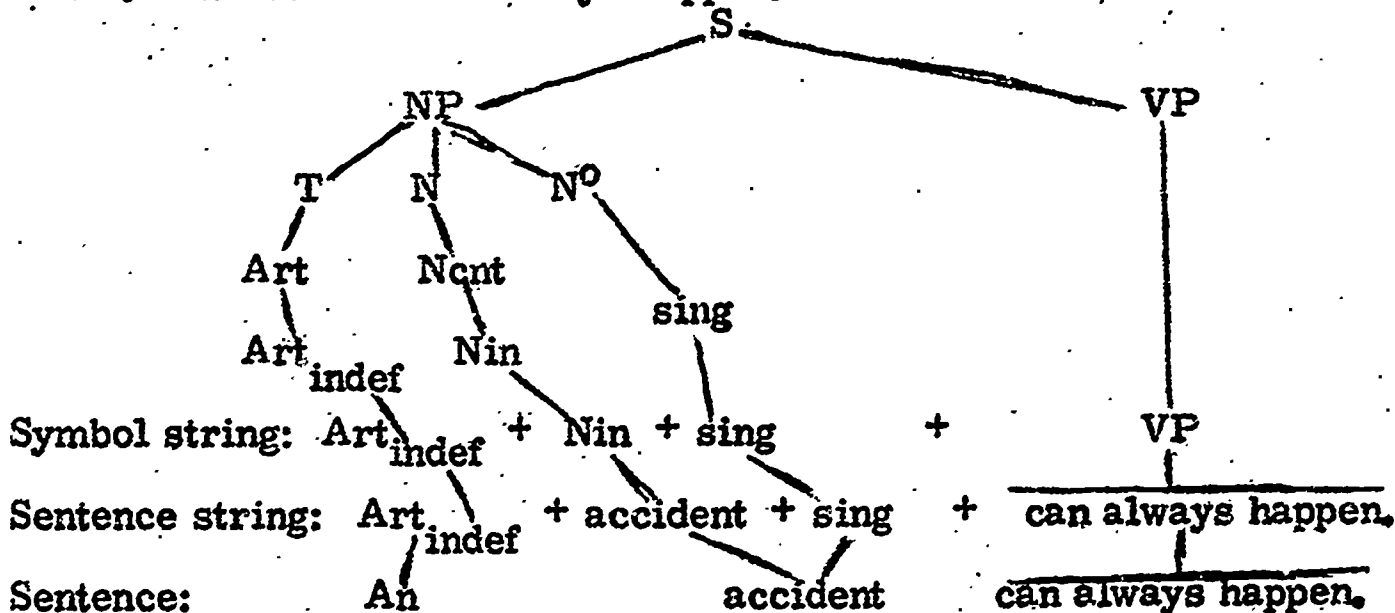 S
NP VP
T N Nº
Art Ncnt
sing
Art indef Nin
Symbol string: Art indef + Nin + sing + VP
Sentence string: Art indef + accident + sing + can always happen.
Sentence: An accident can always happen.